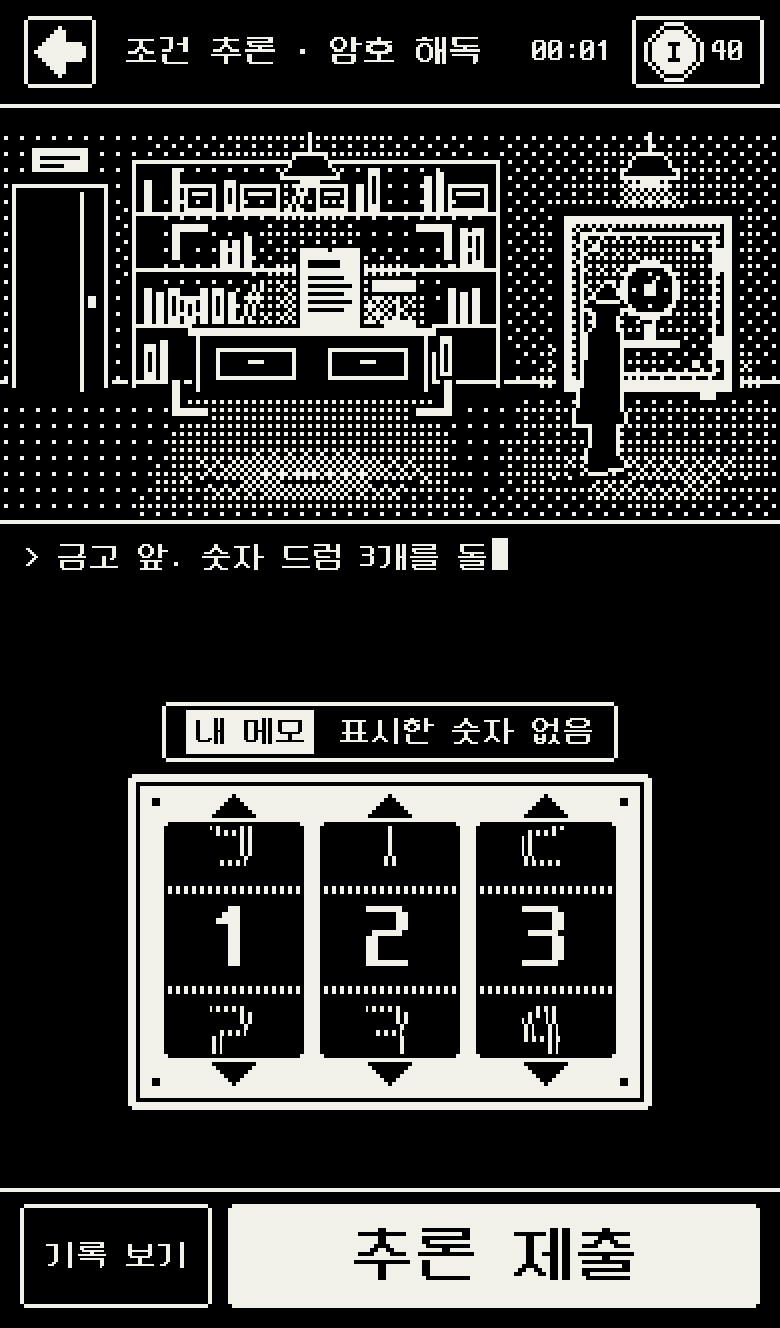 조건 추론 · 암호 해독 00:01 I 40
> 금고 앞. 숫자 드럼 3개를 돌
내 메모 표시한 숫자 없음
1 2 3
기록 보기 추론 제출